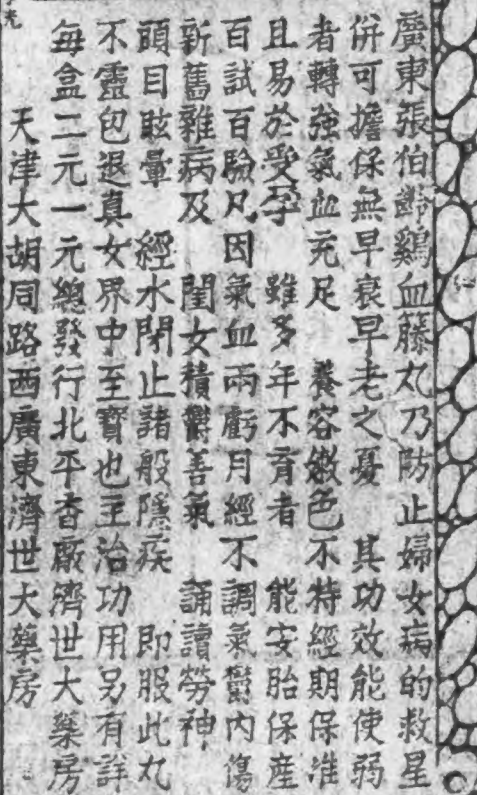 廣東張伯齡鷄血籐丸乃防止婦女病的救星
併可擔保無早衰早老之憂 其功效能使弱
者轉強氣血充足 養容嫩色不特經期保准
且易於受孕 雖多年不育者 能安胎保産
百試百驗凡因氣血兩虧月經不調氣鬱內傷
新舊雜病及 閨女積鬱善氣 誦讀勞神
頭目眩暈 經水閉止諸般隱疾 即服此丸
不靈包退真女界中至寶也主治功用另有詳
每盒二元一元總發行北平香厰濟世大藥房
天津大胡同路西廣東濟世大藥房